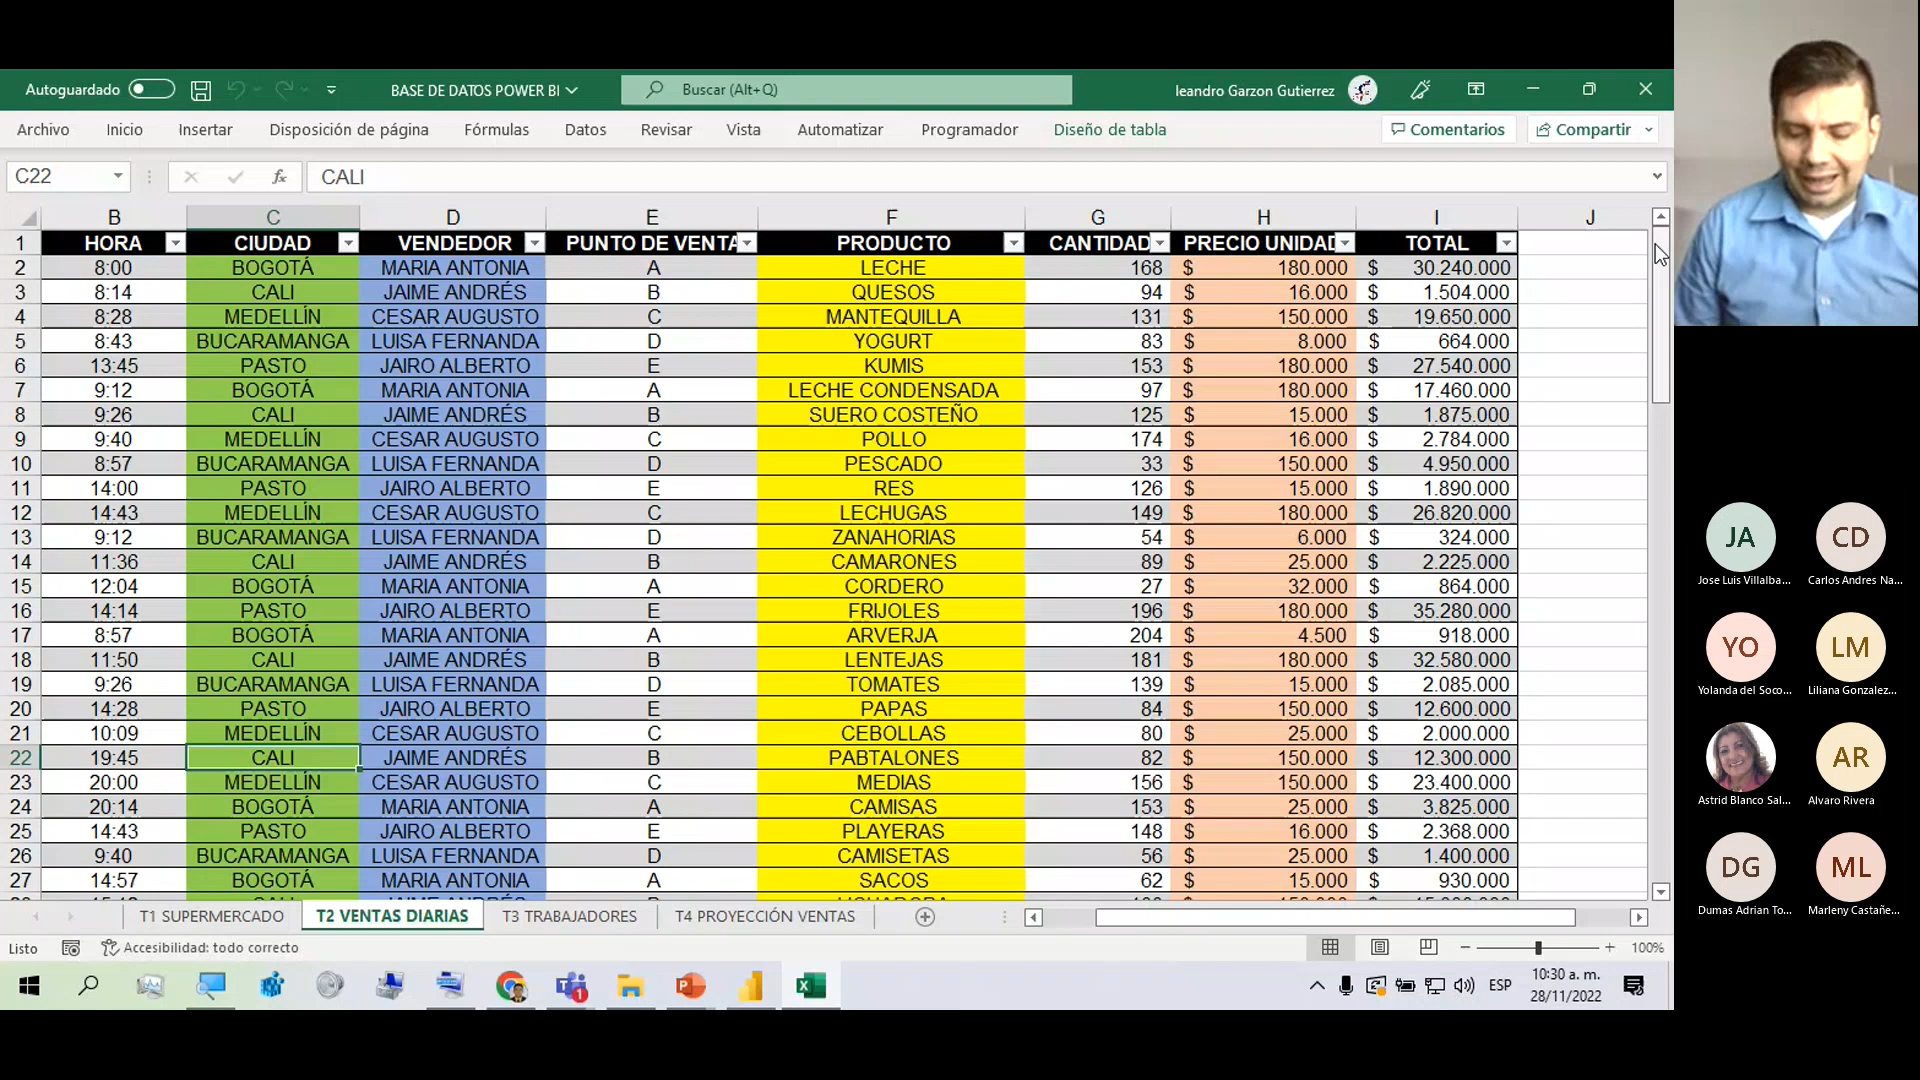 Autoguardado BASE DE DATOS POWER BI Buscar (Alt+Q) leandro Garzon Gutierrez
Archivo Inicio Insertar Disposición de página Fórmulas Datos Revisar Vista Automatizar Programador Diseño de tabla Comentarios Compartir
C22 fx CALI
B C D E F G H I J
1 HORA CIUDAD VENDEDOR PUNTO DE VENTA PRODUCTO CANTIDAD PRECIO UNIDAD TOTAL
2 8:00 BOGOTÁ MARIA ANTONIA A LECHE 168 $ 180.000 $ 30.240.000
3 8:14 CALI JAIME ANDRÉS B QUESOS 94 $ 16.000 $ 1.504.000
4 8:28 MEDELLÍN CESAR AUGUSTO C MANTEQUILLA 131 $ 150.000 $ 19.650.000
5 8:43 BUCARAMANGA LUISA FERNANDA D YOGURT 83 $ 8.000 $ 664.000
6 13:45 PASTO JAIRO ALBERTO E KUMIS 153 $ 180.000 $ 27.540.000
7 9:12 BOGOTÁ MARIA ANTONIA A LECHE CONDENSADA 97 $ 180.000 $ 17.460.000
8 9:26 CALI JAIME ANDRÉS B SUERO COSTEÑO 125 $ 15.000 $ 1.875.000
9 9:40 MEDELLÍN CESAR AUGUSTO C POLLO 174 $ 16.000 $ 2.784.000
10 8:57 BUCARAMANGA LUISA FERNANDA D PESCADO 33 $ 150.000 $ 4.950.000
11 14:00 PASTO JAIRO ALBERTO E RES 126 $ 15.000 $ 1.890.000
12 14:43 MEDELLÍN CESAR AUGUSTO C LECHUGAS 149 $ 180.000 $ 26.820.000
13 9:12 BUCARAMANGA LUISA FERNANDA D ZANAHORIAS 54 $ 6.000 $ 324.000
14 11:36 CALI JAIME ANDRÉS B CAMARONES 89 $ 25.000 $ 2.225.000
15 12:04 BOGOTÁ MARIA ANTONIA A CORDERO 27 $ 32.000 $ 864.000
16 14:14 PASTO JAIRO ALBERTO E FRIJOLES 196 $ 180.000 $ 35.280.000
17 8:57 BOGOTÁ MARIA ANTONIA A ARVERJA 204 $ 4.500 $ 918.000
18 11:50 CALI JAIME ANDRÉS B LENTEJAS 181 $ 180.000 $ 32.580.000
19 9:26 BUCARAMANGA LUISA FERNANDA D TOMATES 139 $ 15.000 $ 2.085.000
20 14:28 PASTO JAIRO ALBERTO E PAPAS 84 $ 150.000 $ 12.600.000
21 10:09 MEDELLÍN CESAR AUGUSTO C CEBOLLAS 80 $ 25.000 $ 2.000.000
22 19:45 CALI JAIME ANDRÉS B PABTALONES 82 $ 150.000 $ 12.300.000
23 20:00 MEDELLÍN CESAR AUGUSTO C MEDIAS 156 $ 150.000 $ 23.400.000
24 20:14 BOGOTÁ MARIA ANTONIA A CAMISAS 153 $ 25.000 $ 3.825.000
25 14:43 PASTO JAIRO ALBERTO E PLAYERAS 148 $ 16.000 $ 2.368.000
26 9:40 BUCARAMANGA LUISA FERNANDA D CAMISETAS 56 $ 25.000 $ 1.400.000
27 14:57 BOGOTÁ MARIA ANTONIA A SACOS 62 $ 15.000 $ 930.000
T1 SUPERMERCADO T2 VENTAS DIARIAS T3 TRABAJADORES T4 PROYECCIÓN VENTAS
Listo Accesibilidad: todo correcto 100%
1 ESP 10:30 a. m.
28/11/2022
JA CD
Jose Luis Villalba... Carlos Andres Na...
YO LM
Yolanda del Soco... Liliana Gonzalez...
AR
Astrid Blanco Sal... Alvaro Rivera
DG ML
Dumas Adrian To... Marleny Castañe...